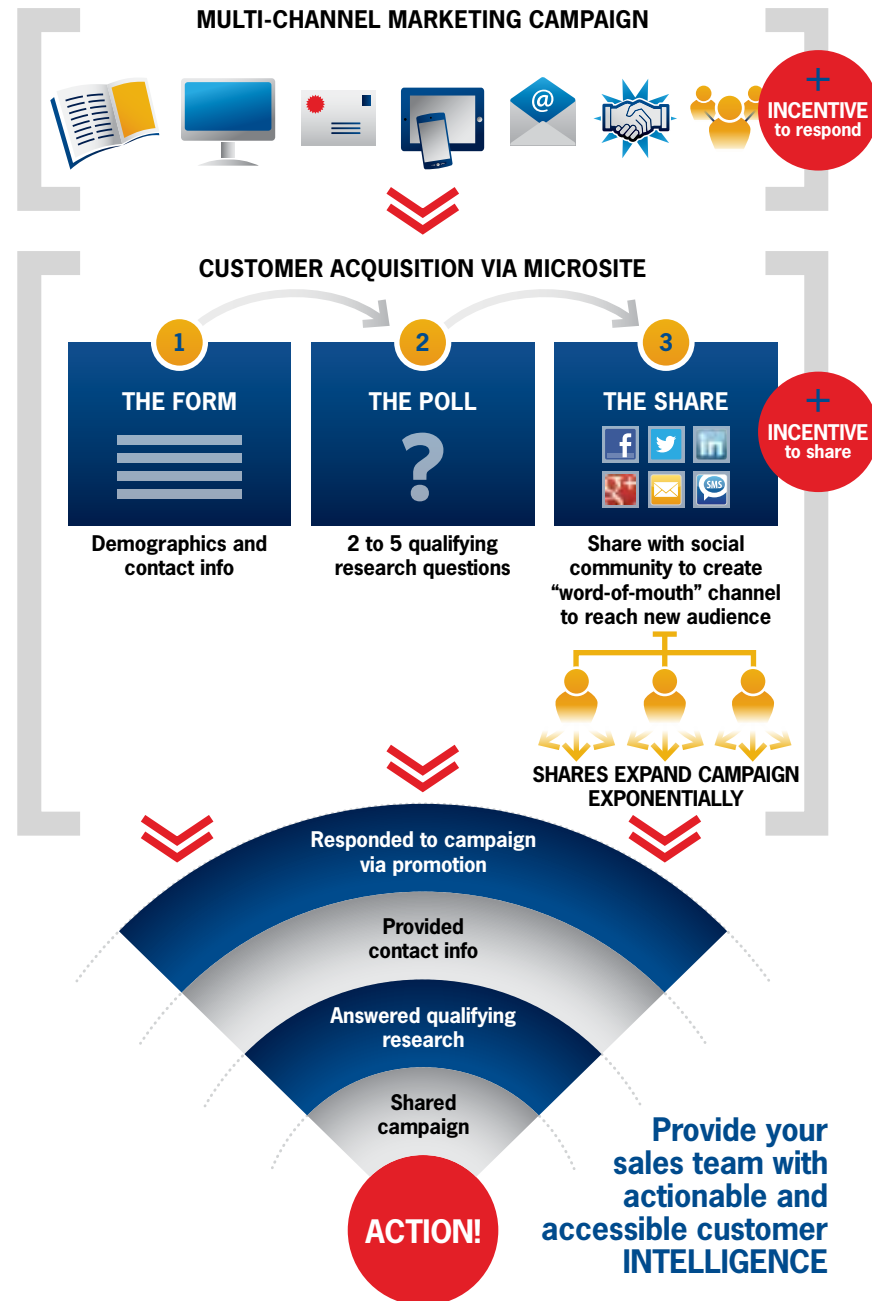 MULTI-CHANNEL MARKETING CAMPAIGN
@
+
INCENTIVE
to respond
CUSTOMER ACQUISITION VIA MICROSITE
1
THE FORM
Demographics and
contact info
2
THE POLL
?
2 to 5 qualifying
research questions
3
THE SHARE
f
in
g+
SMS
Share with social
community to create
“word-of-mouth” channel
to reach new audience
+
INCENTIVE
to share
SHARES EXPAND CAMPAIGN
EXPONENTIALLY
Responded to campaign
via promotion
Provided
contact info
Answered qualifying
research
Shared
campaign
ACTION!
Provide your
sales team with
actionable and
accessible customer
INTELLIGENCE